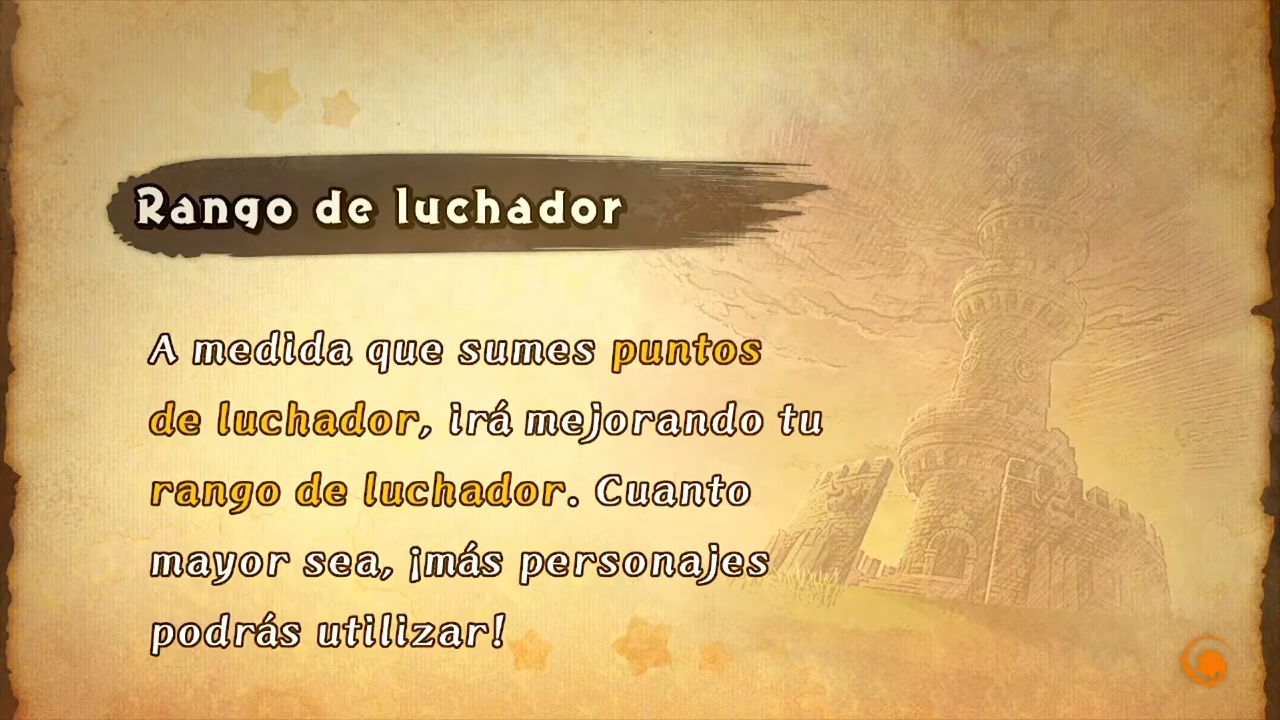 Rango de luchador
A medida que sumes puntos
de luchador, irá mejorando tu
rango de luchador. Cuanto
mayor sea, ¡más personajes
podrás utilizar!